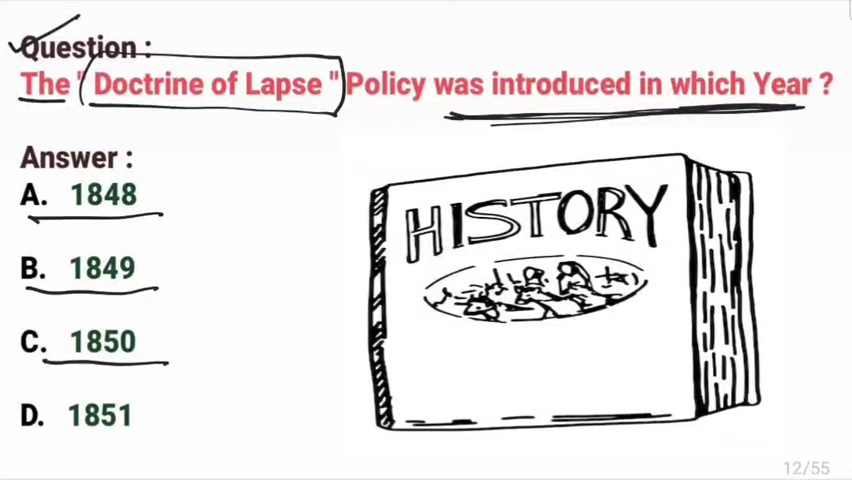 Question :
The " Doctrine of Lapse " Policy was introduced in which Year ?
Answer :
A. 1848
B. 1849
C. 1850
D. 1851
HISTORY
12/55